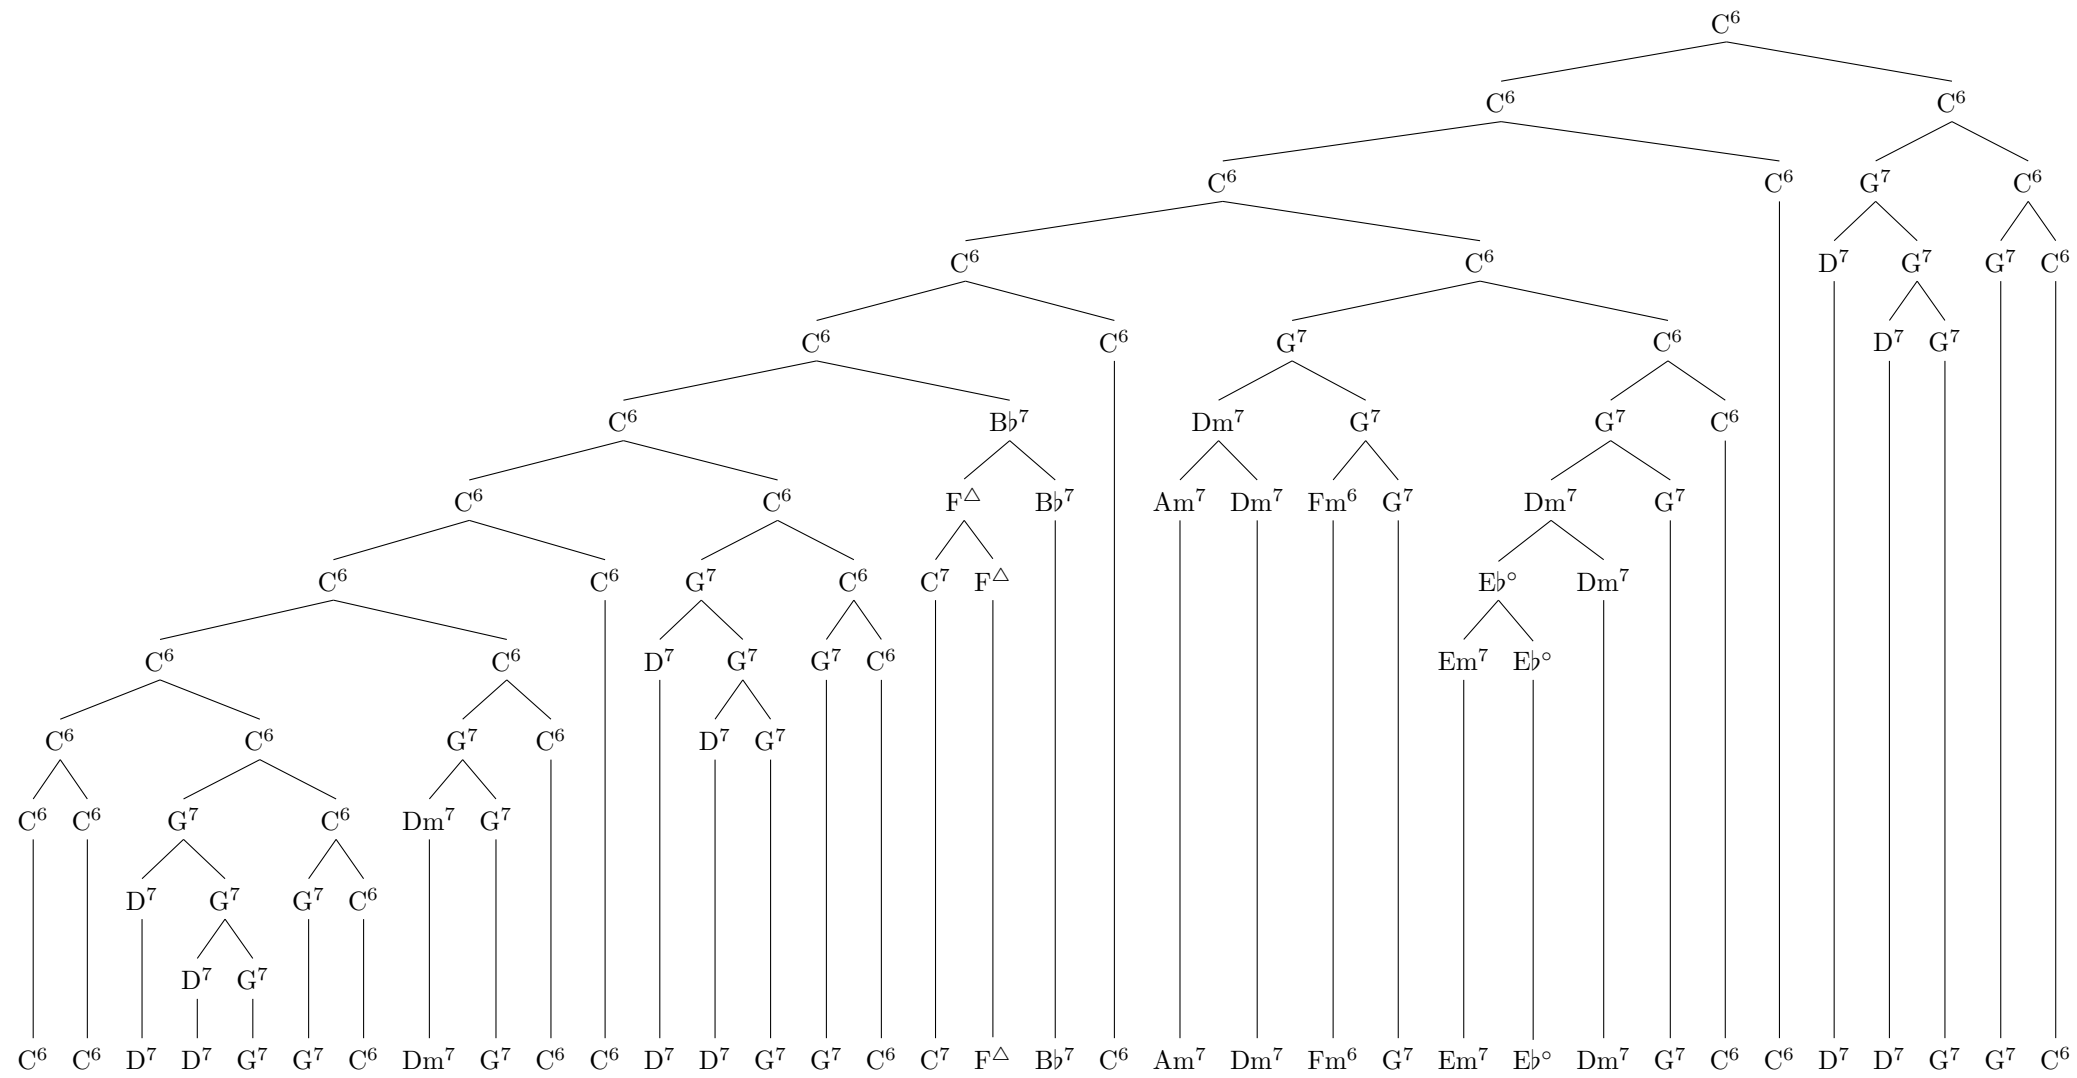 C⁶
C⁶ C⁶
C⁶ C⁶ G⁷ C⁶
C⁶ C⁶ D⁷ G⁷ G⁷ C⁶
C⁶ C⁶ G⁷ C⁶ D⁷ G⁷
C⁶ B♭⁷ Dm⁷ G⁷ G⁷ C⁶
C⁶ C⁶ F△ B♭⁷ Am⁷ Dm⁷ Fm⁶ G⁷ Dm⁷ G⁷
C⁶ C⁶ G⁷ C⁶ C⁷ F△ E♭° Dm⁷
C⁶ C⁶ D⁷ G⁷ G⁷ C⁶ Em⁷ E♭°
C⁶ C⁶ G⁷ C⁶ D⁷ G⁷
C⁶ C⁶ G⁷ C⁶ Dm⁷ G⁷
D⁷ G⁷ G⁷ C⁶
D⁷ G⁷
C⁶ C⁶ D⁷ D⁷ G⁷ G⁷ C⁶ Dm⁷ G⁷ C⁶ C⁶ D⁷ D⁷ G⁷ G⁷ C⁶ C⁷ F△ B♭⁷ C⁶ Am⁷ Dm⁷ Fm⁶ G⁷ Em⁷ E♭° Dm⁷ G⁷ C⁶ C⁶ D⁷ D⁷ G⁷ G⁷ C⁶